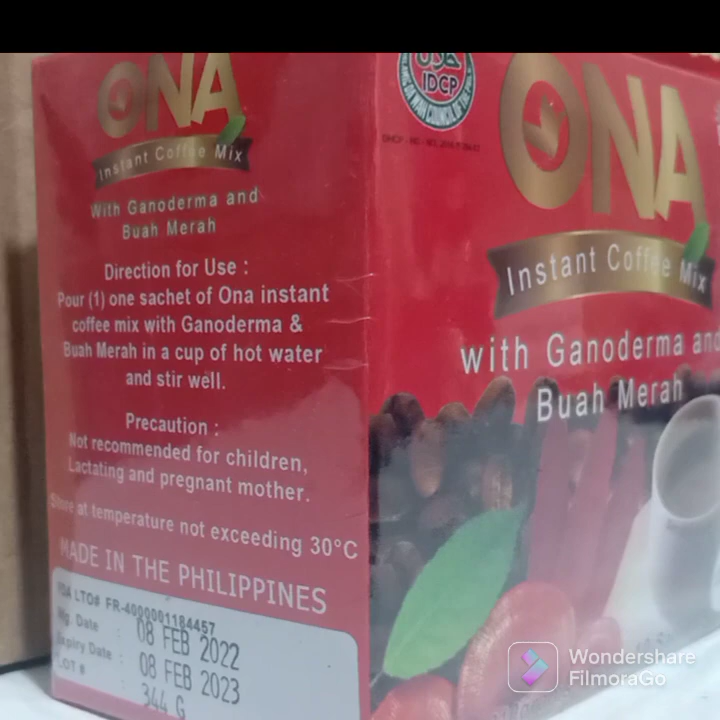 ONA
Instant Coffee Mix
With Ganoderma and
Buah Merah
Direction for Use :
Pour (1) one sachet of Ona instant
coffee mix with Ganoderma &
Buah Merah in a cup of hot water
and stir well.
Precaution :
Not recommended for children,
Lactating and pregnant mother.
Store at temperature not exceeding 30°C
MADE IN THE PHILIPPINES
FDA LTO# FR-4000001184457
Mfg. Date : 08 FEB 2022
Expiry Date : 08 FEB 2023
LOT # : 344 G
IDCP
ONA
Instant Coffee Mix
with Ganoderma and
Buah Merah
Wondershare
FilmoraGo